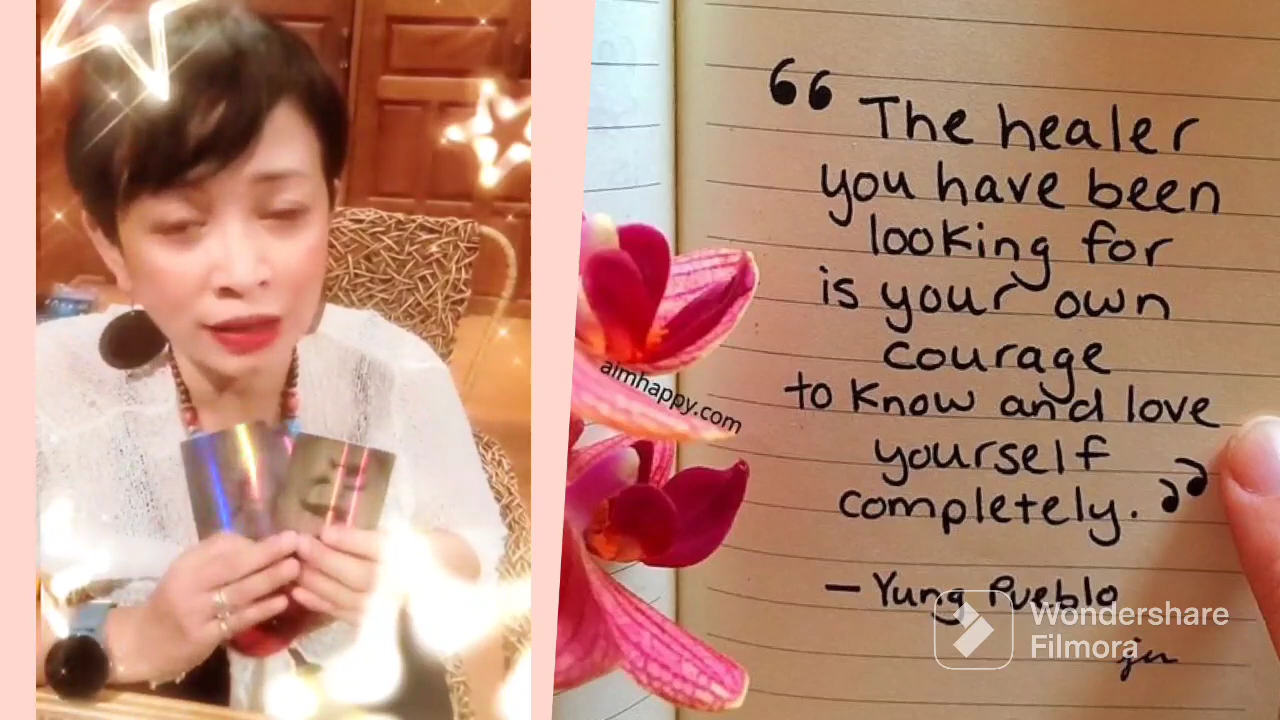 “ The healer
you have been
looking for
is your own
courage
to know and love
yourself
completely. ”
— Yung Pueblo
aimhappy.com
Wondershare
Filmora